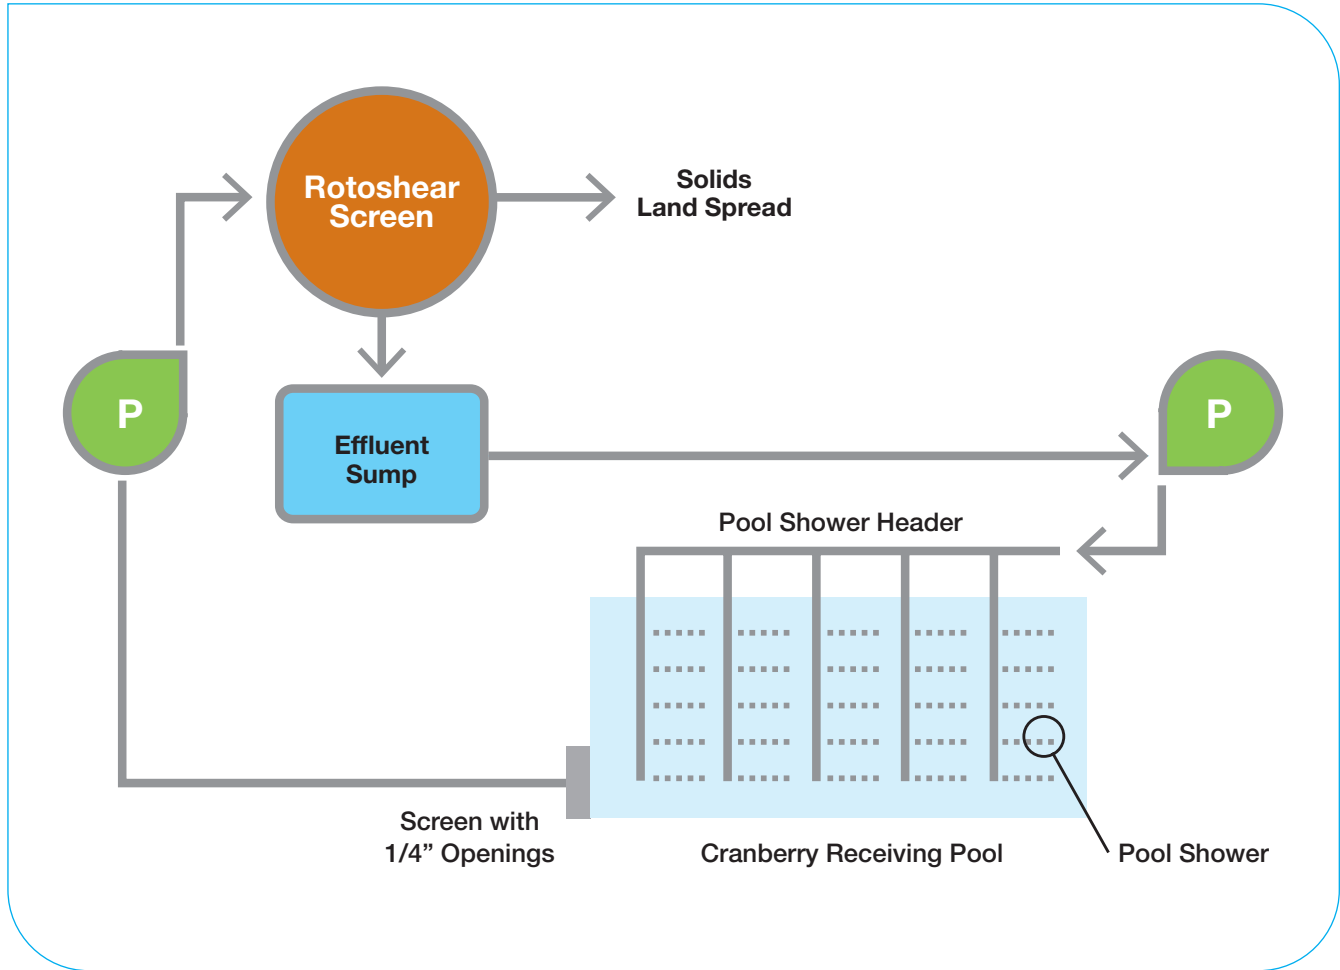 Rotoshear
Screen
Solids
Land Spread
P
Effluent
Sump
P
Pool Shower Header
Screen with
1/4” Openings
Cranberry Receiving Pool
Pool Shower